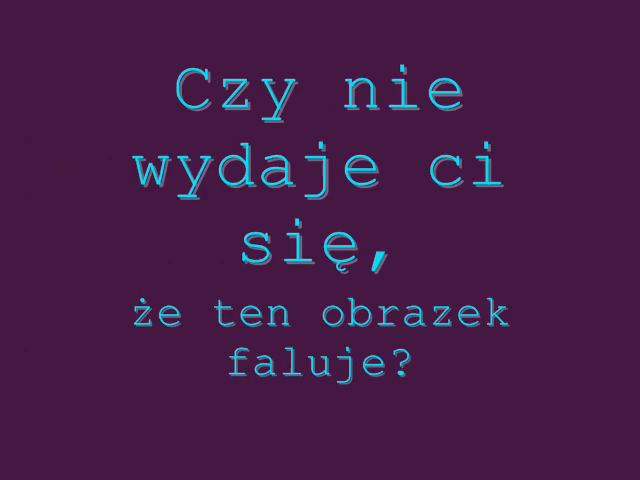 Czy nie
wydaje ci
się,
że ten obrazek
faluje?